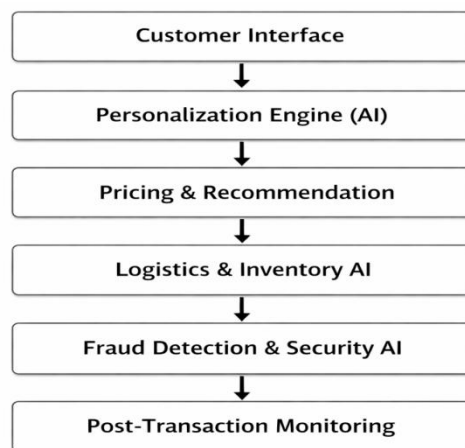 Customer Interface
Personalization Engine (AI)
Pricing & Recommendation
Logistics & Inventory AI
Fraud Detection & Security AI
Post-Transaction Monitoring